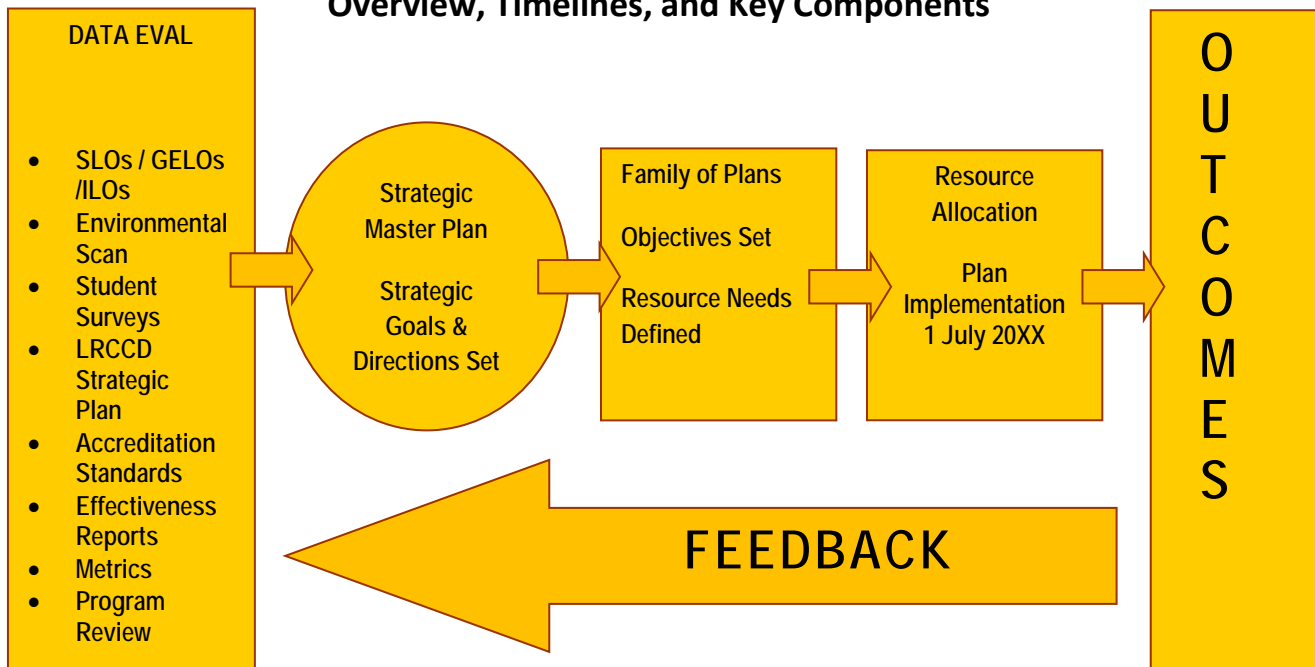 Overview, Timelines, and Key Components
DATA EVAL
• SLOs / GELOs
/ILOs
• Environmental
Scan
• Student
Surveys
• LRCCD
Strategic
Plan
• Accreditation
Standards
• Effectiveness
Reports
• Metrics
• Program
Review
Strategic
Master Plan
Strategic
Goals &
Directions Set
Family of Plans
Objectives Set
Resource Needs
Defined
Resource
Allocation
Plan
Implementation
1 July 20XX
O
U
T
C
O
M
E
S
FEEDBACK